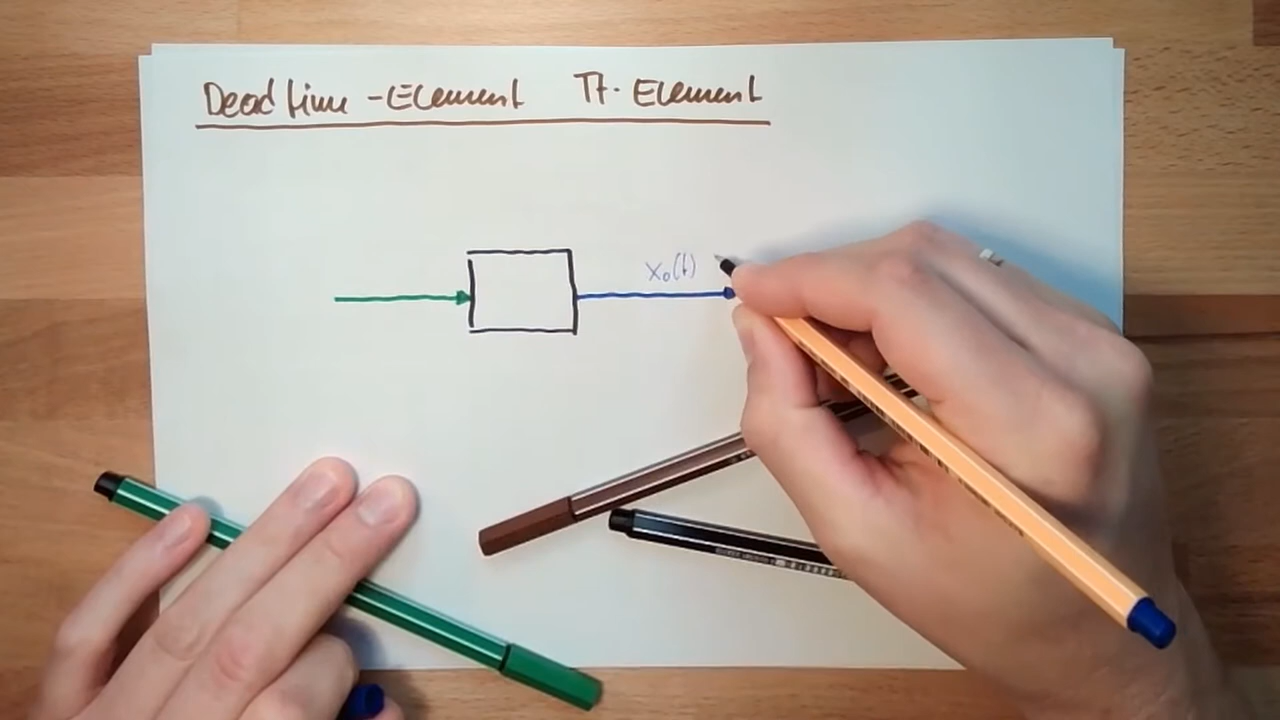 Dead time - Element Tt - Element
x₀(t)